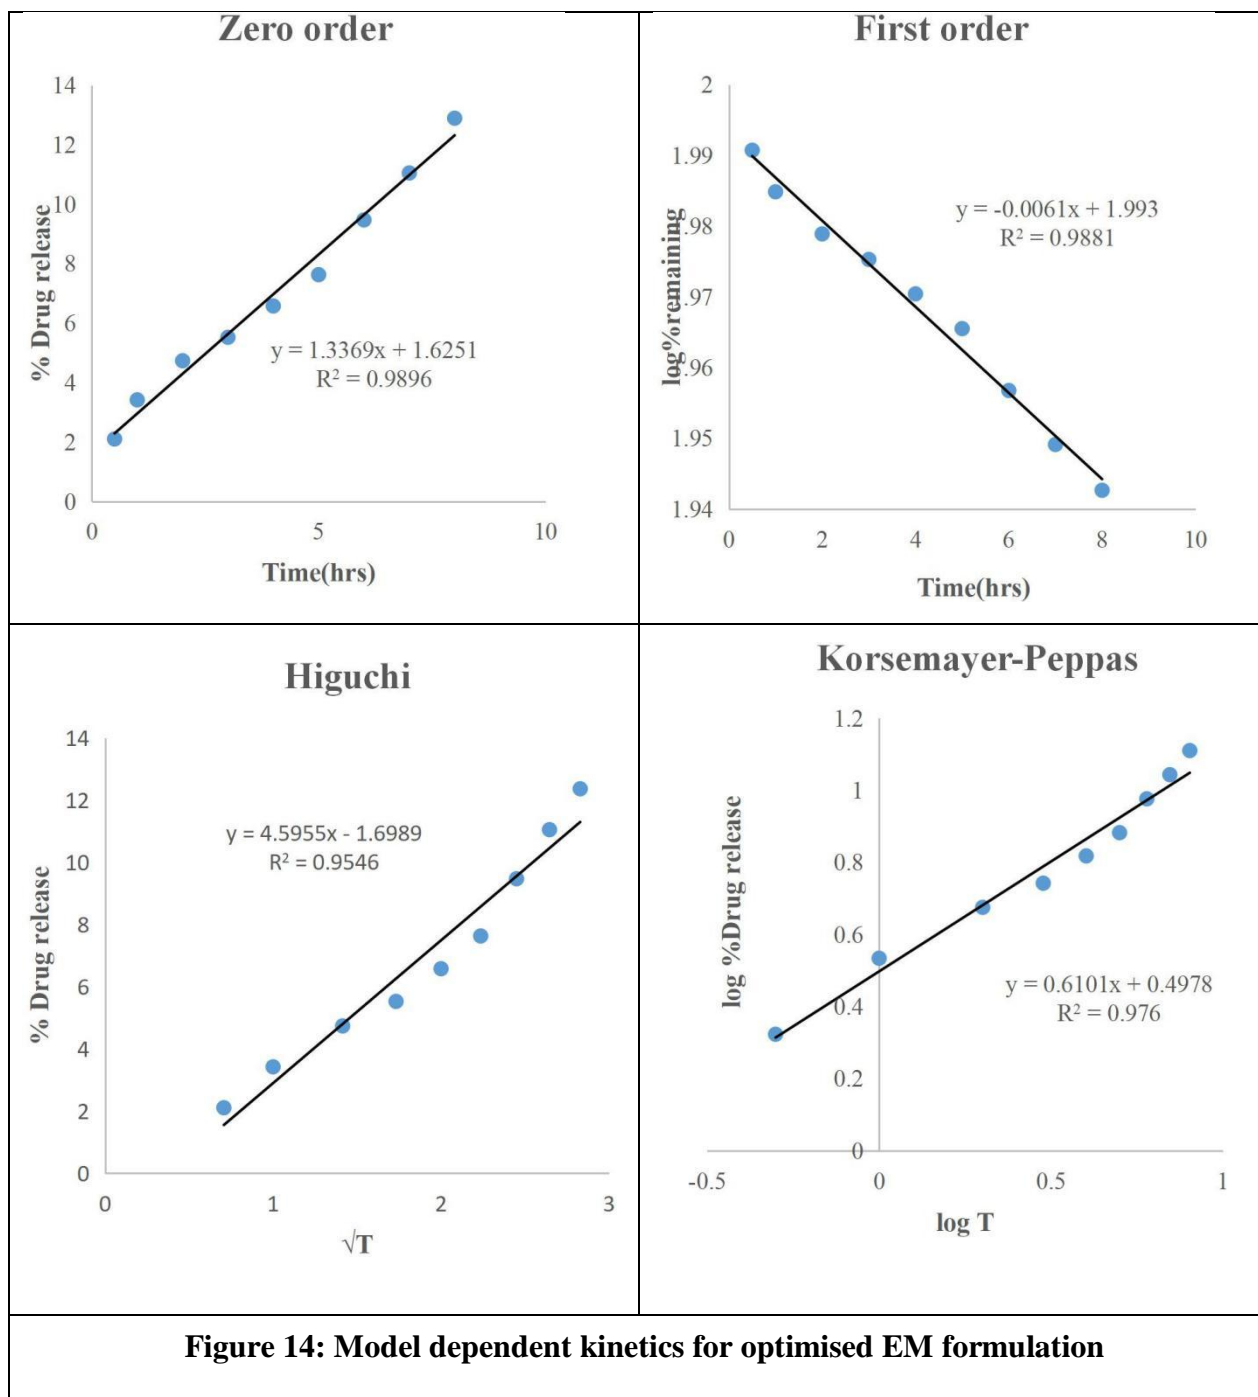 Zero order
14
12
10
8
6
4
2
0
% Drug release
y = 1.3369x + 1.6251
R² = 0.9896
0 5 10
Time(hrs)
First order
2
1.99
1.98
1.97
1.96
1.95
1.94
log%remaining
y = -0.0061x + 1.993
R² = 0.9881
0 2 4 6 8 10
Time(hrs)
Higuchi
14
12
10
8
6
4
2
0
% Drug release
y = 4.5955x - 1.6989
R² = 0.9546
0 1 2 3
√T
Korsemayer-Peppas
1.2
1
0.8
0.6
0.4
0.2
0
log %Drug release
y = 0.6101x + 0.4978
R² = 0.976
-0.5 0 0.5 1
log T
Figure 14: Model dependent kinetics for optimised EM formulation